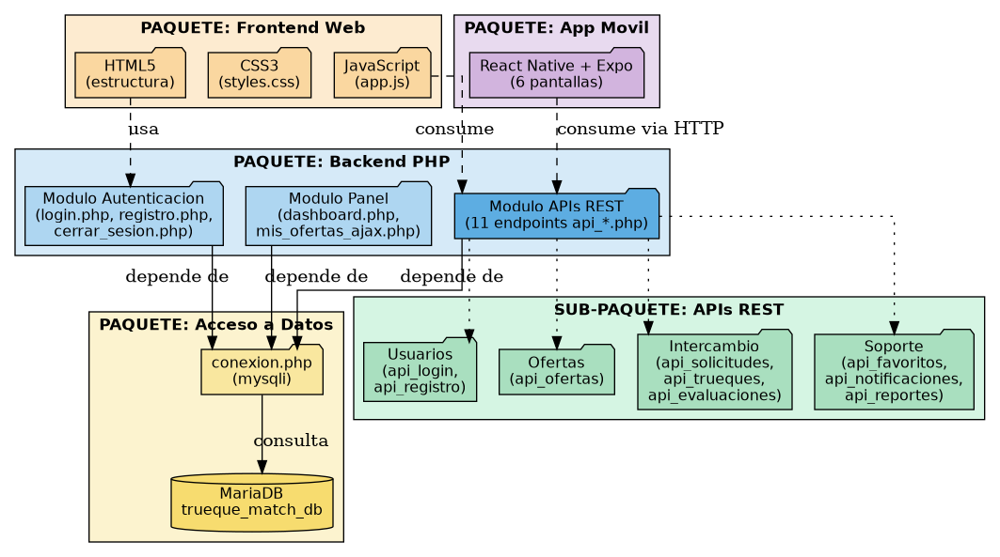 PAQUETE: Frontend Web
HTML5
(estructura)
CSS3
(styles.css)
JavaScript
(app.js)
PAQUETE: App Movil
React Native + Expo
(6 pantallas)
usa
consume
consume via HTTP
PAQUETE: Backend PHP
Modulo Autenticacion
(login.php, registro.php,
cerrar_sesion.php)
Modulo Panel
(dashboard.php,
mis_ofertas_ajax.php)
Modulo APIs REST
(11 endpoints api_*.php)
depende de
depende de
depende de
PAQUETE: Acceso a Datos
conexion.php
(mysqli)
consulta
MariaDB
trueque_match_db
SUB-PAQUETE: APIs REST
Usuarios
(api_login,
api_registro)
Ofertas
(api_ofertas)
Intercambio
(api_solicitudes,
api_trueques,
api_evaluaciones)
Soporte
(api_favoritos,
api_notificaciones,
api_reportes)